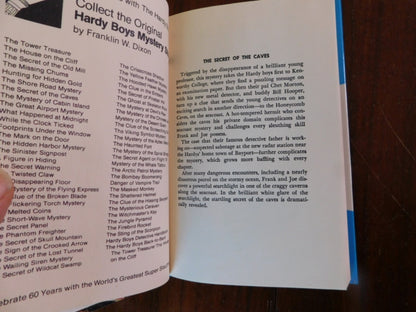 s with The Hardy
Collect the Original
Hardy Boys Mystery
by Franklin W. Dixon
The Tower Treasure
The House on the Cliff
The Secret of the Old Mill
The Missing Chums
Hunting for Hidden Gold
The Shore Road Mystery
The Secret of the Caves
The Mystery of Cabin Island
The Great Airport Mystery
What Happened at Midnight
While the Clock Ticked
Footprints Under the Window
The Mark on the Door
The Hidden Harbor Mystery
The Sinister Signpost
A Figure in Hiding
The Secret Warning
The Twisted Claw
The Disappearing Floor
Mystery of the Flying Express
The Clue of the Broken Blade
The Flickering Torch Mystery
Melted Coins
Short-Wave Mystery
The Secret Panel
The Phantom Freighter
Secret of Skull Mountain
The Sign of the Crooked Arrow
The Secret of the Lost Tunnel
Wailing Siren Mystery
Secret of Wildcat Swamp
The Crisscross Shadow
The Yellow Feather Mystery
The Hooded Hawk Mystery
The Clue in the
The Secret of Pirates'
The Ghost at Skeleton
Mystery at Devil's Paw
The Mystery of the Chinese
Mystery of the Desert
The Clue of the Screeching
The Viking Symbol Mystery
The Mystery of the Aztec
The Haunted Fort
The Mystery of the Spiral
The Secret Agent on Flight
The Mystery of the Whale Tattoo
The Arctic Patrol Mystery
The Bombay Boomerang
Danger on Vampire Trail
The Masked Monkey
The Shattered Helmet
The Clue of the Hissing Serpent
The Mysterious Caravan
The Witchmaster's Key
The Jungle Pyramid
The Firebird Rocket
The Sting of the Scorpion
Hardy Boys Detective Handbook
The Hardy Boys Back-to-Back
The Tower Treasure/The House
on the Cliff
ebrate 60 Years with the World's Greatest Super Sleuths
THE SECRET OF THE CAVES
Triggered by the disappearance of a brilliant young
professor, this mystery takes the Hardy boys first to Ken-
worthy College, where they find a puzzling message on
an examination paper. But then their pal Chet Morton,
with his new metal detector, and buddy Biff Hooper,
turn up a clue that sends the young detectives on an
exciting search in another direction—to the Honeycomb
Caves, on the seacoast. A hot-tempered hermit who con-
siders the caves his private domain complicates this
suspenseful mystery and challenges every sleuthing skill
Frank and Joe possess.
The case that their famous detective father is work-
ing on—suspected sabotage at the new radar tracker near
the Hardys' home town of Bayport—further complicates
the mystery, which grows more baffling with every
chapter.
After many dangerous encounters, including a nearly
disastrous pursuit on the stormy ocean, Frank and Joe dis-
cover a powerful searchlight in one of the craggy caverns
along the seacoast. In the brilliant white glare of the
searchlight, the startling secret of the caves is dramati-
cally revealed.